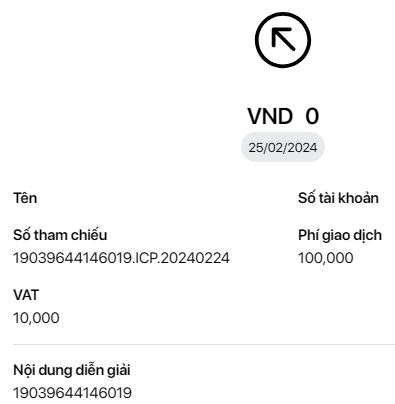 VND 0
25/02/2024
Tên
Số tài khoản
Số tham chiếu
Phí giao dịch
19039644146019.ICP.20240224
100,000
VAT
10,000
Nội dung diễn giải
19039644146019